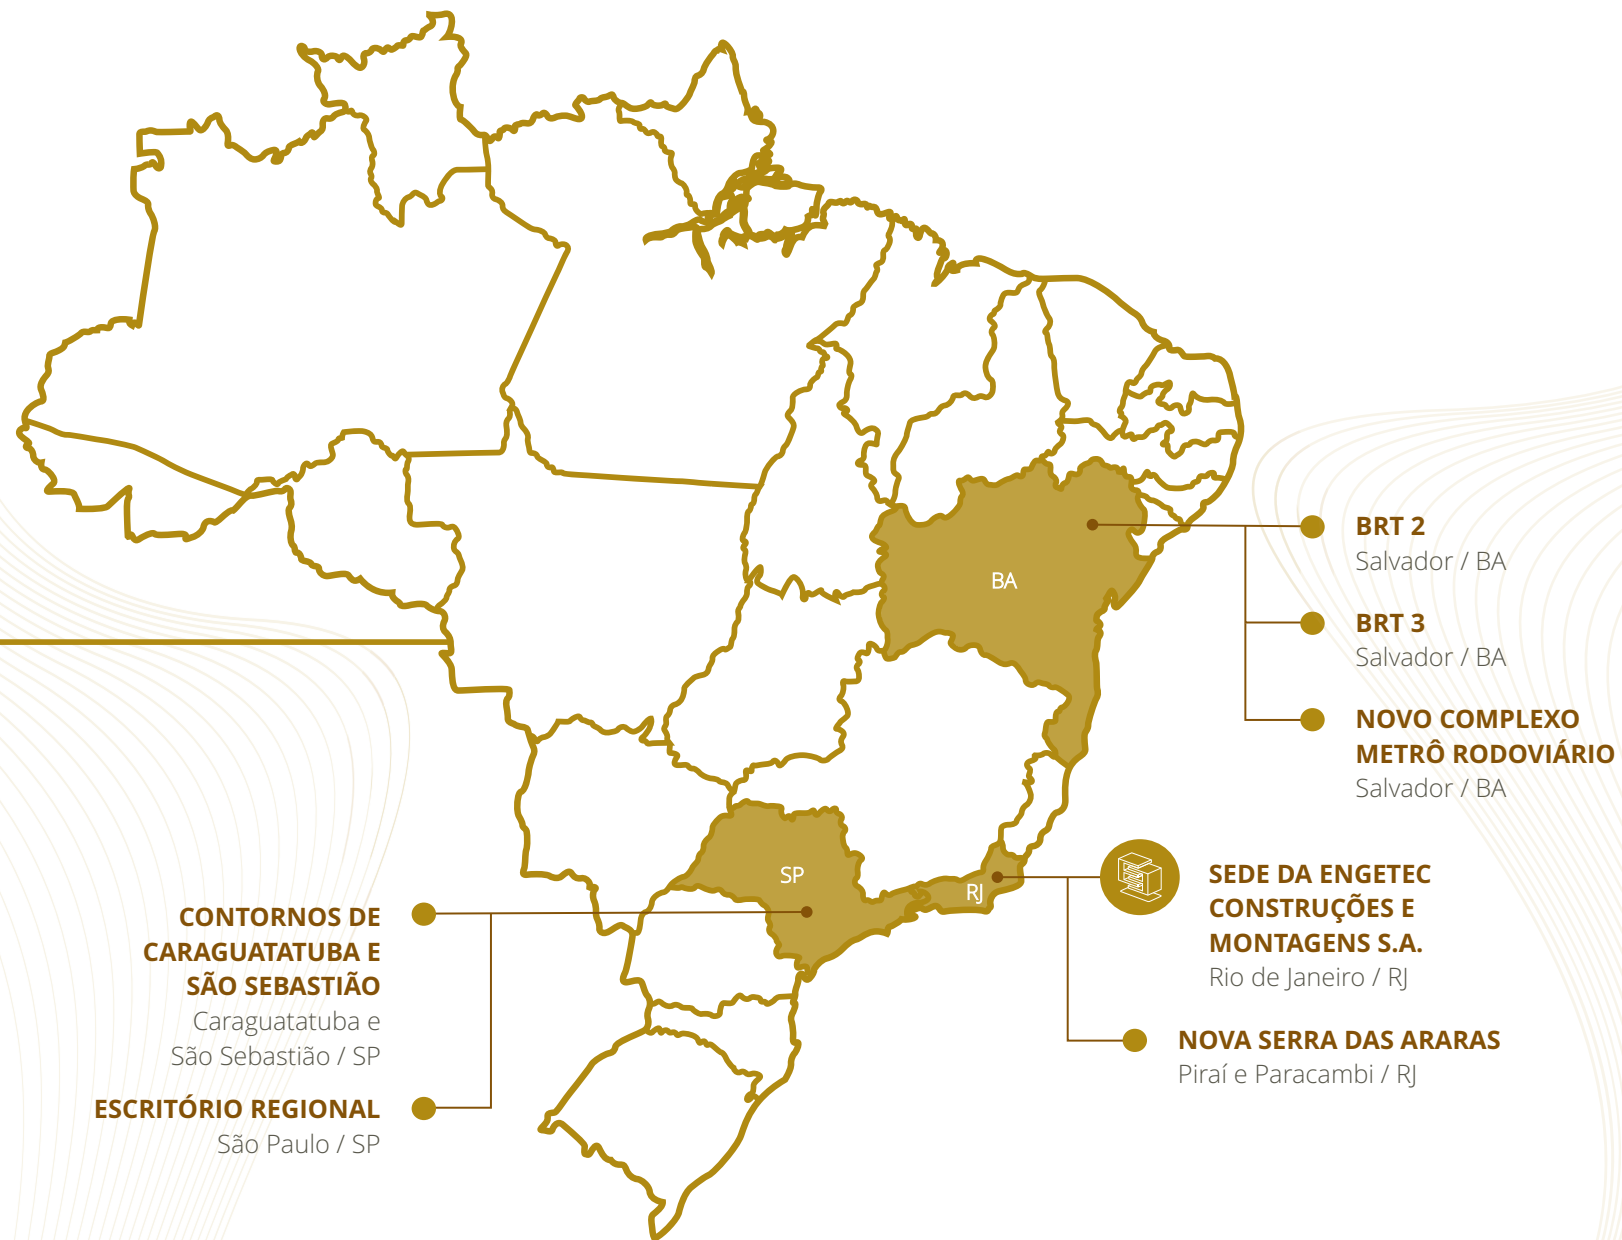 BA
SP
RJ
BRT 2
Salvador / BA
BRT 3
Salvador / BA
NOVO COMPLEXO
METRÔ RODOVIÁRIO
Salvador / BA
SEDE DA ENGETEC
CONSTRUÇÕES E
MONTAGENS S.A.
Rio de Janeiro / RJ
NOVA SERRA DAS ARARAS
Piraí e Paracambi / RJ
CONTORNOS DE
CARAGUATATUBA E
SÃO SEBASTIÃO
Caraguatatuba e
São Sebastião / SP
ESCRITÓRIO REGIONAL
São Paulo / SP